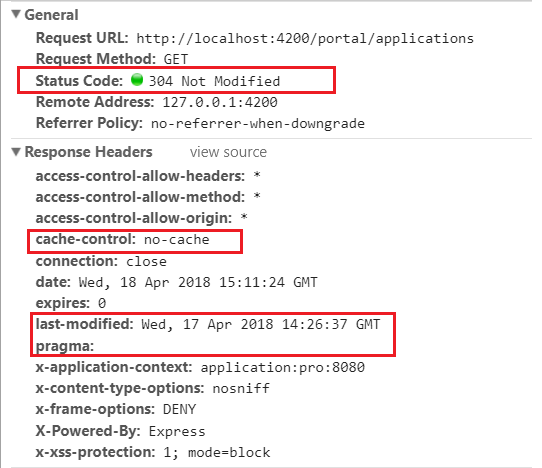 General
Request URL: http://localhost:4200/portal/applications
Request Method: GET
Status Code: 304 Not Modified
Remote Address: 127.0.0.1:4200
Referrer Policy: no-referrer-when-downgrade
Response Headers view source
access-control-allow-headers: *
access-control-allow-method: *
access-control-allow-origin: *
cache-control: no-cache
connection: close
date: Wed, 18 Apr 2018 15:11:24 GMT
expires: 0
last-modified: Wed, 17 Apr 2018 14:26:37 GMT
pragma:
x-application-context: application:pro:8080
x-content-type-options: nosniff
x-frame-options: DENY
X-Powered-By: Express
x-xss-protection: 1; mode=block